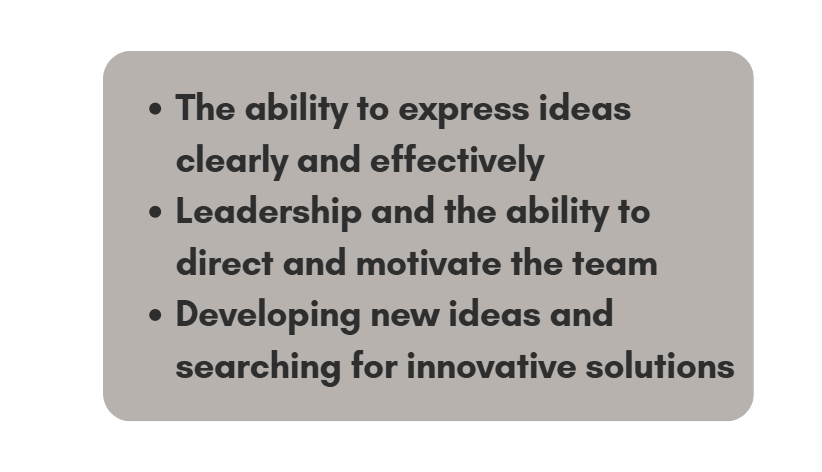 • The ability to express ideas
clearly and effectively
• Leadership and the ability to
direct and motivate the team
• Developing new ideas and
searching for innovative solutions